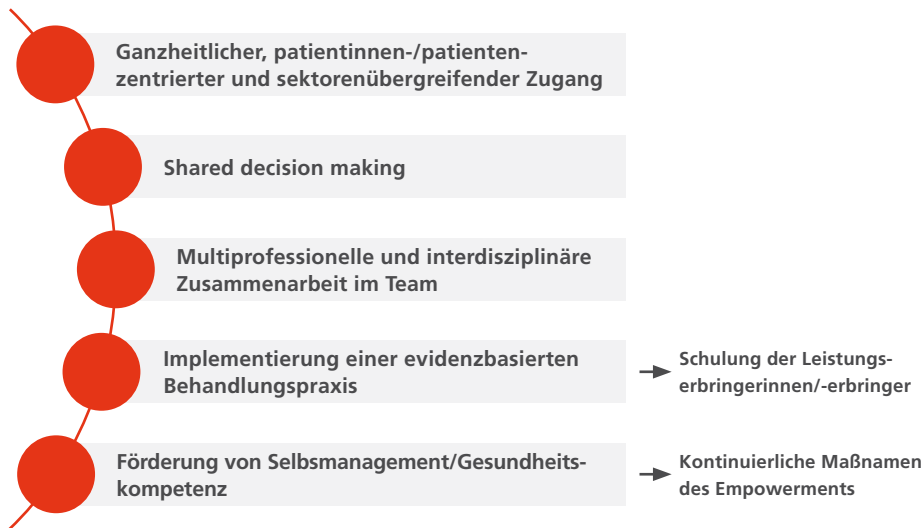 Ganzheitlicher, patientinnen-/patienten-
zentrierter und sektorenübergreifender Zugang
Shared decision making
Multiprofessionelle und interdisziplinäre
Zusammenarbeit im Team
Implementierung einer evidenzbasierten
Behandlungspraxis
Schulung der Leistungs-
erbringerinnen/-erbringer
Förderung von Selbsmanagement/Gesundheits-
kompetenz
Kontinuierliche Maßnamen
des Empowerments